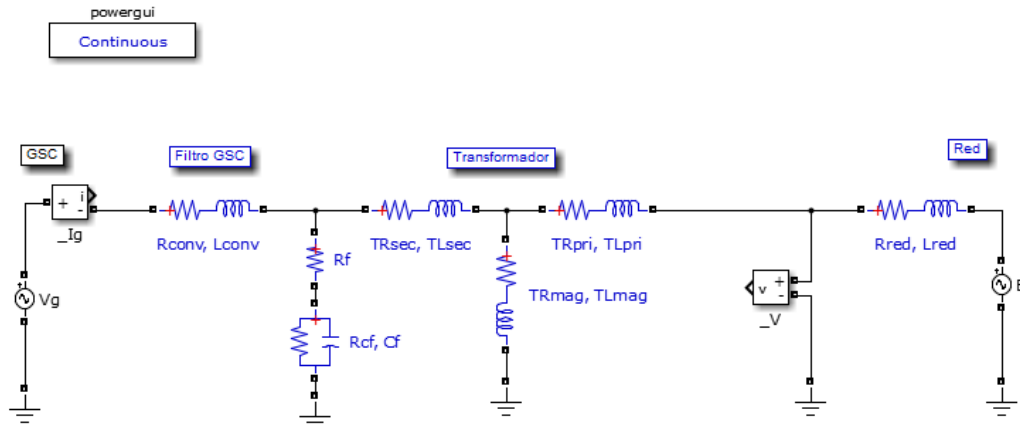 powergui
Continuous
GSC
Filtro GSC
Transformador
Red
+
i
-
_Ig
Rconv, Lconv
TRsec, TLsec
TRpri, TLpri
Rred, Lred
Rf
TRmag, TLmag
Vg
v
+
-
_V
E
Rcf, Cf